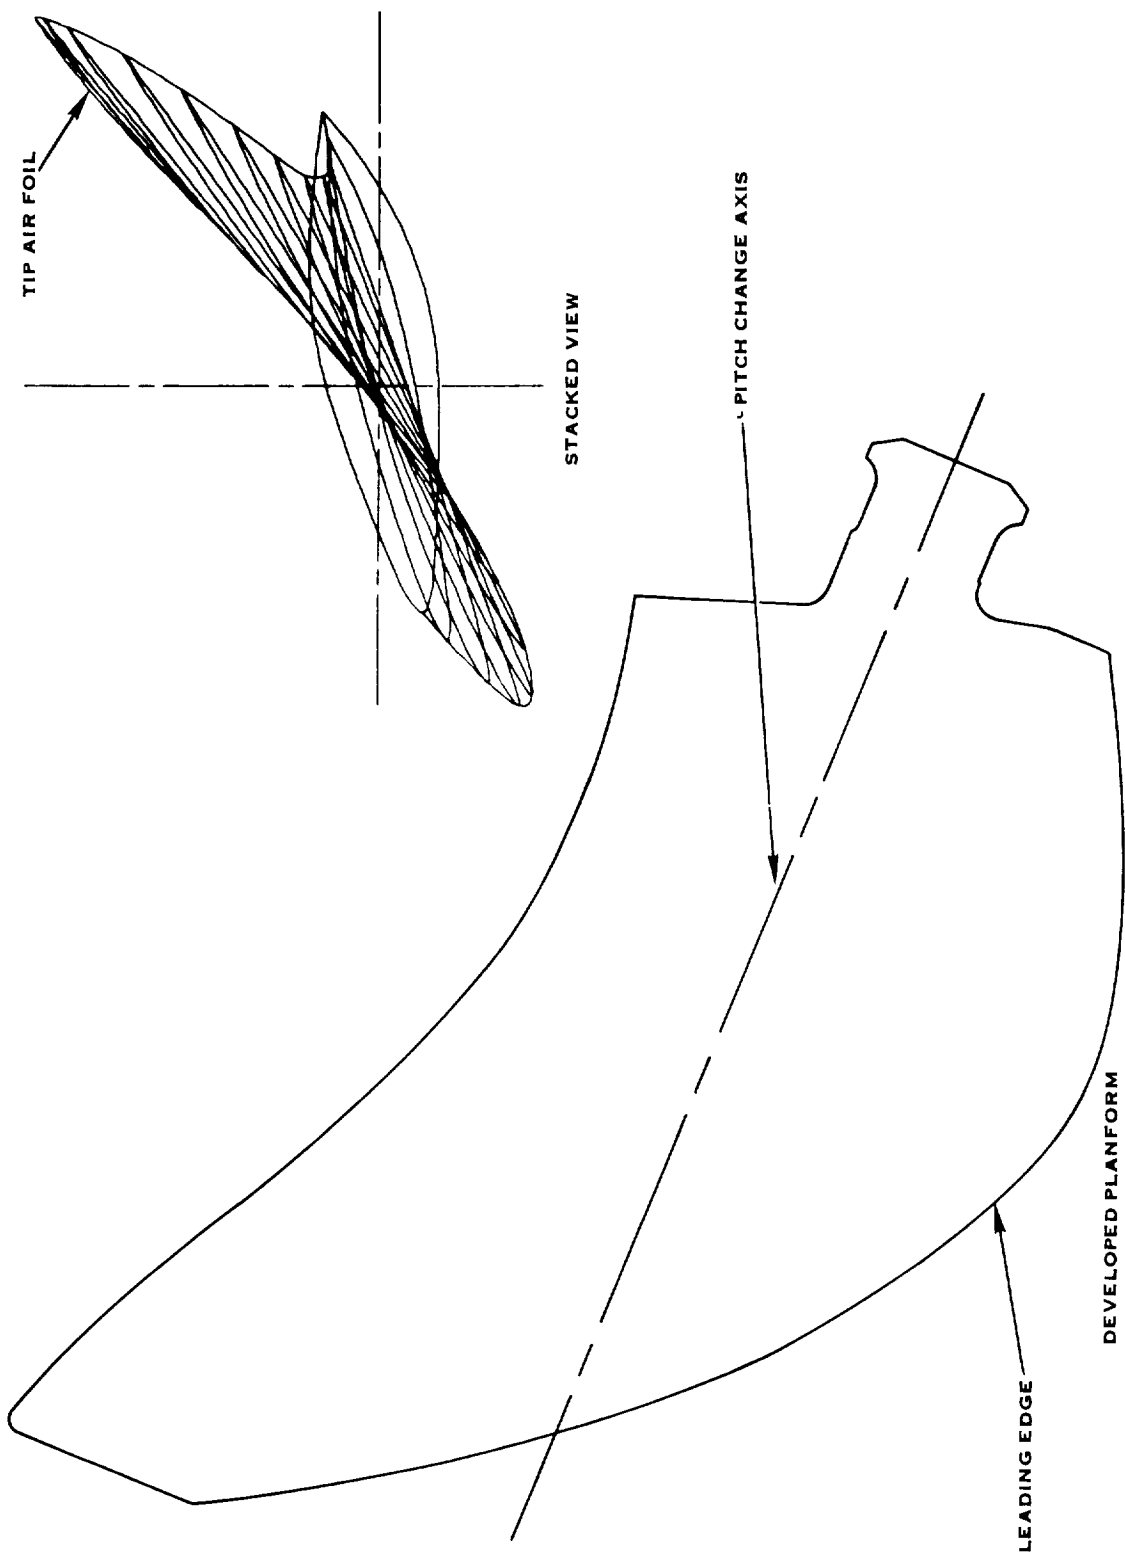 TIP AIR FOIL
STACKED VIEW
PITCH CHANGE AXIS
DEVELOPED PLANFORM
LEADING EDGE